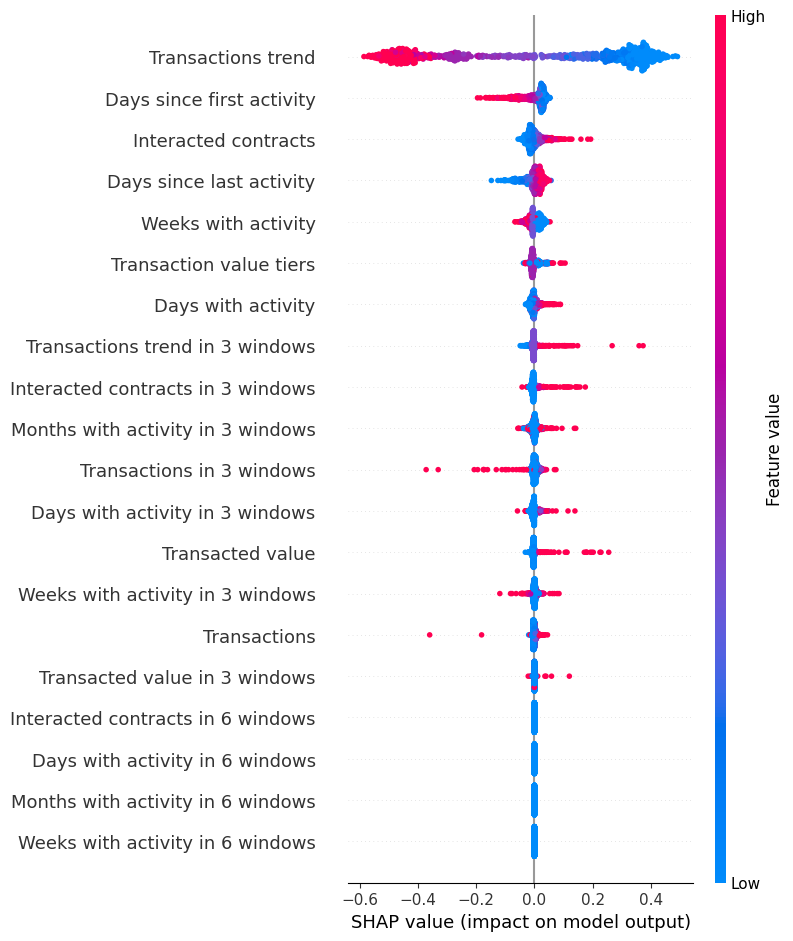 High
Transactions trend
Days since first activity
Interacted contracts
Days since last activity
Weeks with activity
Transaction value tiers
Days with activity
Transactions trend in 3 windows
Interacted contracts in 3 windows
Months with activity in 3 windows
Transactions in 3 windows
Days with activity in 3 windows
Transacted value
Weeks with activity in 3 windows
Transactions
Transacted value in 3 windows
Interacted contracts in 6 windows
Days with activity in 6 windows
Months with activity in 6 windows
Weeks with activity in 6 windows
Feature value
Low
−0.6 −0.4 −0.2 0.0 0.2 0.4
SHAP value (impact on model output)